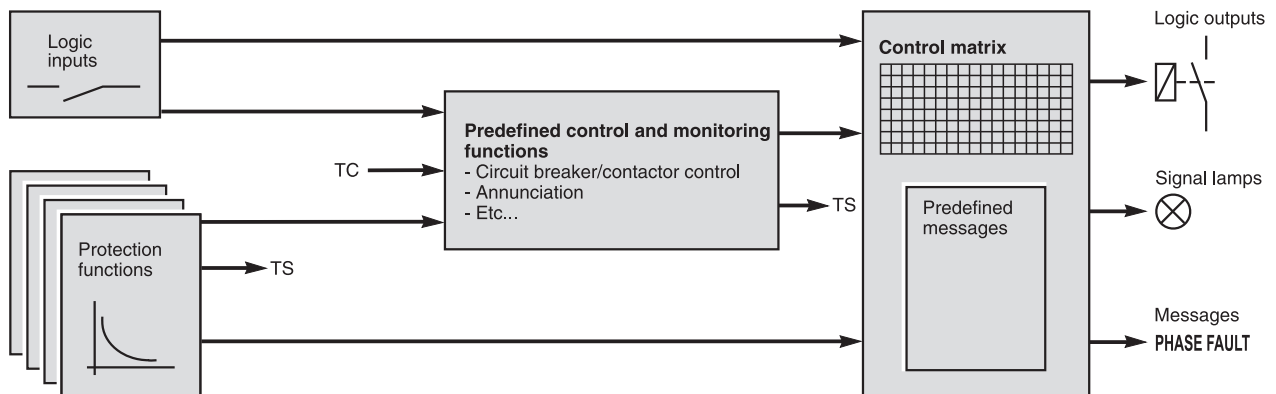 Logic
inputs
Protection
functions
TS
TC
Predefined control and monitoring
functions
- Circuit breaker/contactor control
- Annunciation
- Etc...
TS
Control matrix
Predefined
messages
Logic outputs
Signal lamps
Messages
PHASE FAULT